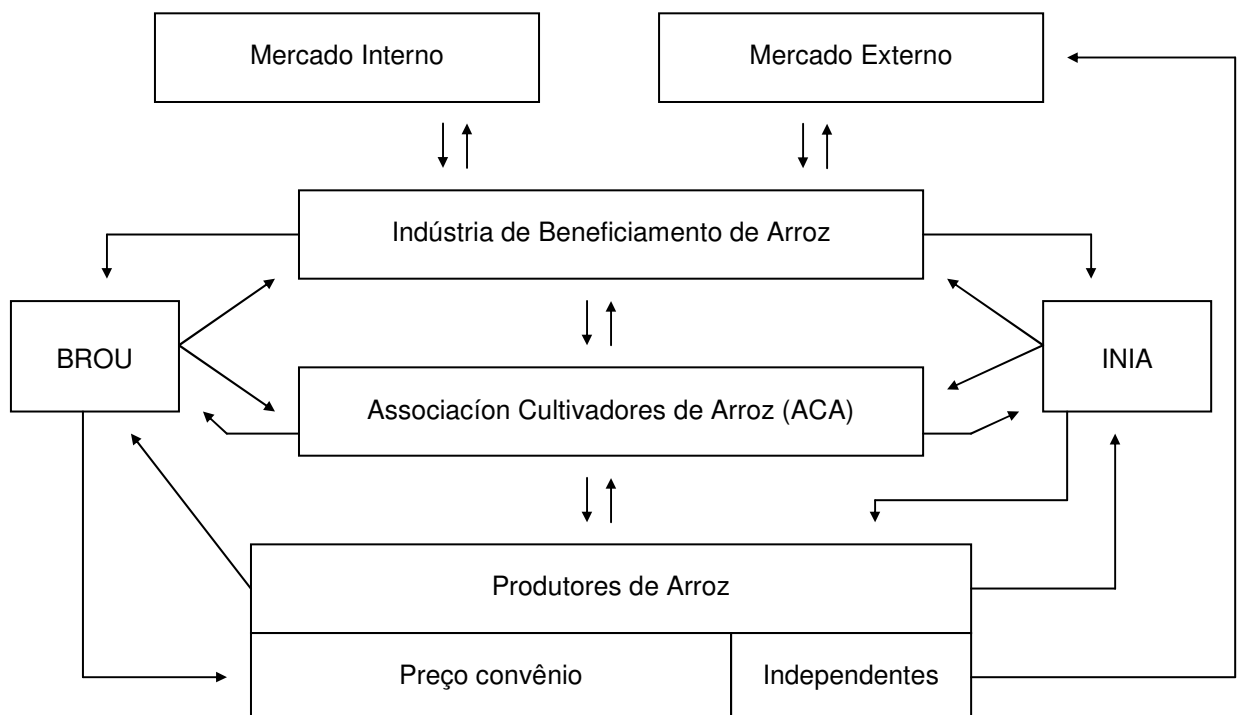 Mercado Interno
Mercado Externo
Indústria de Beneficiamento de Arroz
BROU
INIA
Associacíon Cultivadores de Arroz (ACA)
Produtores de Arroz
Preço convênio
Independentes